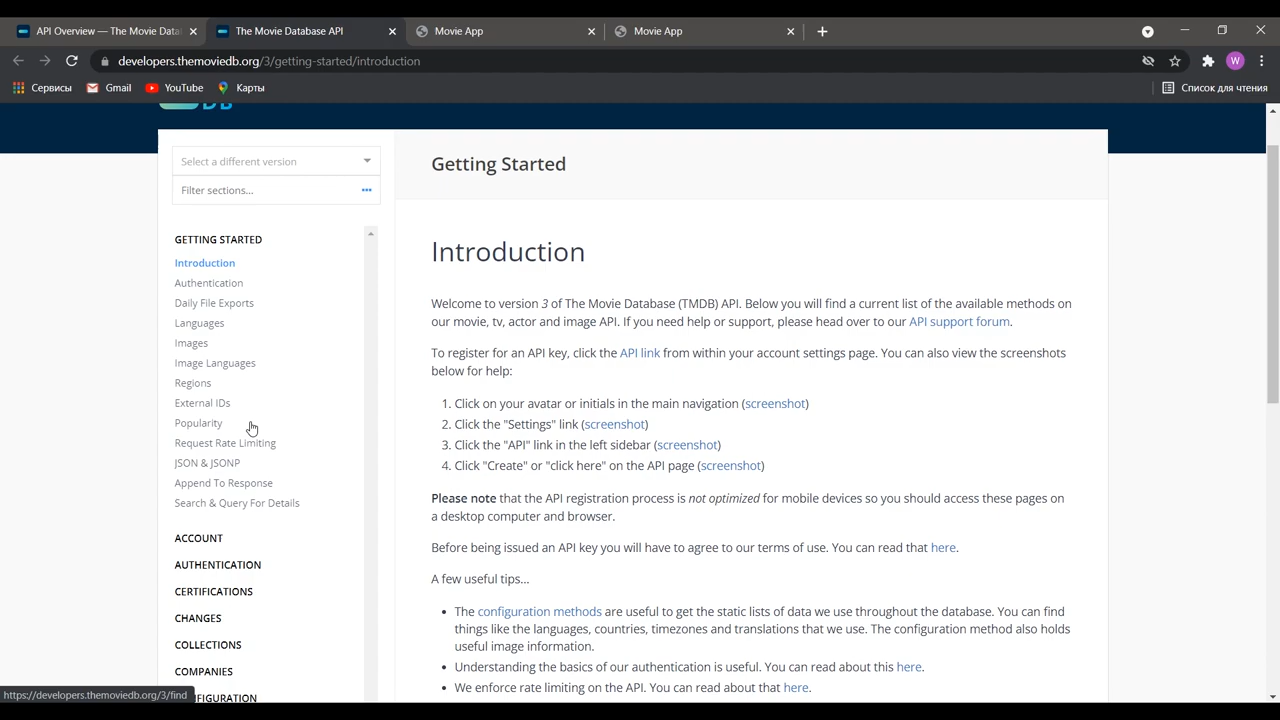 API Overview — The Movie Data
The Movie Database API
Movie App
Movie App
W
developers.themoviedb.org/3/getting-started/introduction
Сервисы
Gmail
YouTube
Карты
Список для чтения
DB
Select a different version
Filter sections...
GETTING STARTED
Introduction
Authentication
Daily File Exports
Languages
Images
Image Languages
Regions
External IDs
Popularity
Request Rate Limiting
JSON & JSONP
Append To Response
Search & Query For Details
ACCOUNT
AUTHENTICATION
CERTIFICATIONS
CHANGES
COLLECTIONS
COMPANIES
FIGURATION
https://developers.themoviedb.org/3/find
Getting Started
Introduction
Welcome to version 3 of The Movie Database (TMDB) API. Below you will find a current list of the available methods on
our movie, tv, actor and image API. If you need help or support, please head over to our API support forum.
To register for an API key, click the API link from within your account settings page. You can also view the screenshots
below for help:
1. Click on your avatar or initials in the main navigation (screenshot)
2. Click the "Settings" link (screenshot)
3. Click the "API" link in the left sidebar (screenshot)
4. Click "Create" or "click here" on the API page (screenshot)
Please note that the API registration process is not optimized for mobile devices so you should access these pages on
a desktop computer and browser.
Before being issued an API key you will have to agree to our terms of use. You can read that here.
A few useful tips...
• The configuration methods are useful to get the static lists of data we use throughout the database. You can find
things like the languages, countries, timezones and translations that we use. The configuration method also holds
useful image information.
• Understanding the basics of our authentication is useful. You can read about this here.
• We enforce rate limiting on the API. You can read about that here.